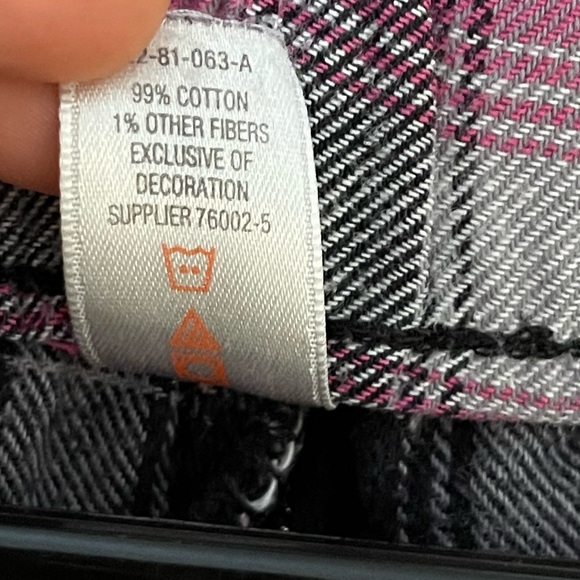 2-81-063-A
99% COTTON
1% OTHER FIBERS
EXCLUSIVE OF
DECORATION
SUPPLIER 76002-5